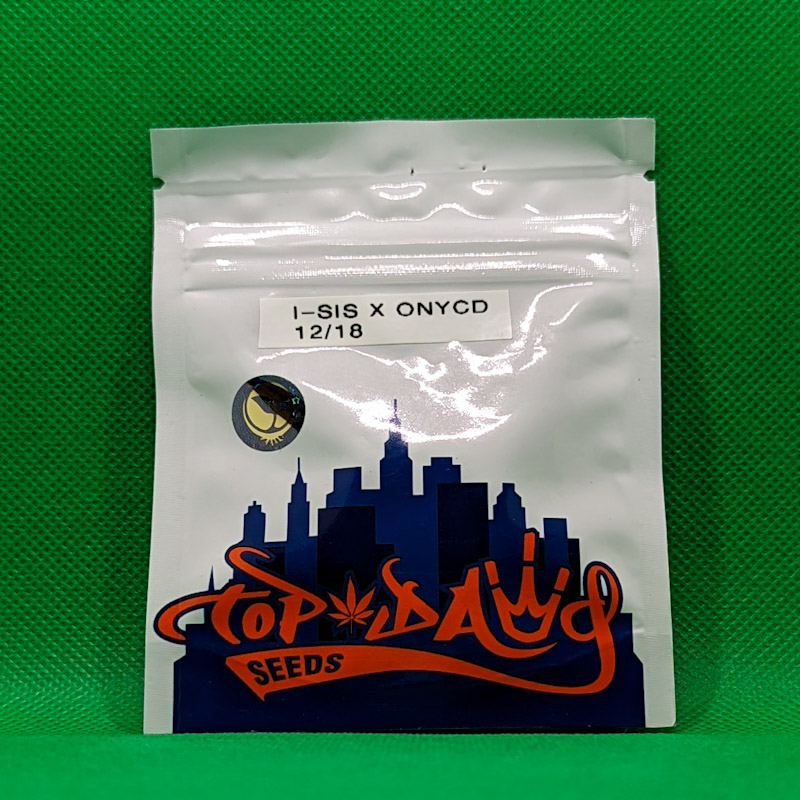 I-SIS X ONYCD
12/18
TOP DAWG
SEEDS